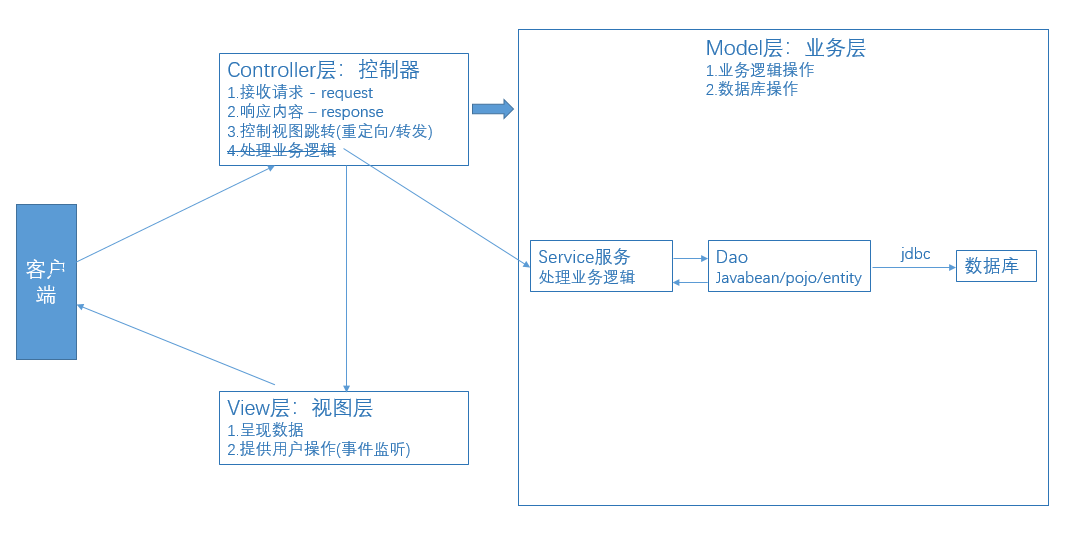 Controller层：控制器
1.接收请求 - request
2.响应内容 – response
3.控制视图跳转(重定向/转发)
4.处理业务逻辑
Model层：业务层
1.业务逻辑操作
2.数据库操作
客户
端
Service服务
处理业务逻辑
Dao
Javabean/pojo/entity
jdbc
数据库
View层：视图层
1.呈现数据
2.提供用户操作(事件监听)